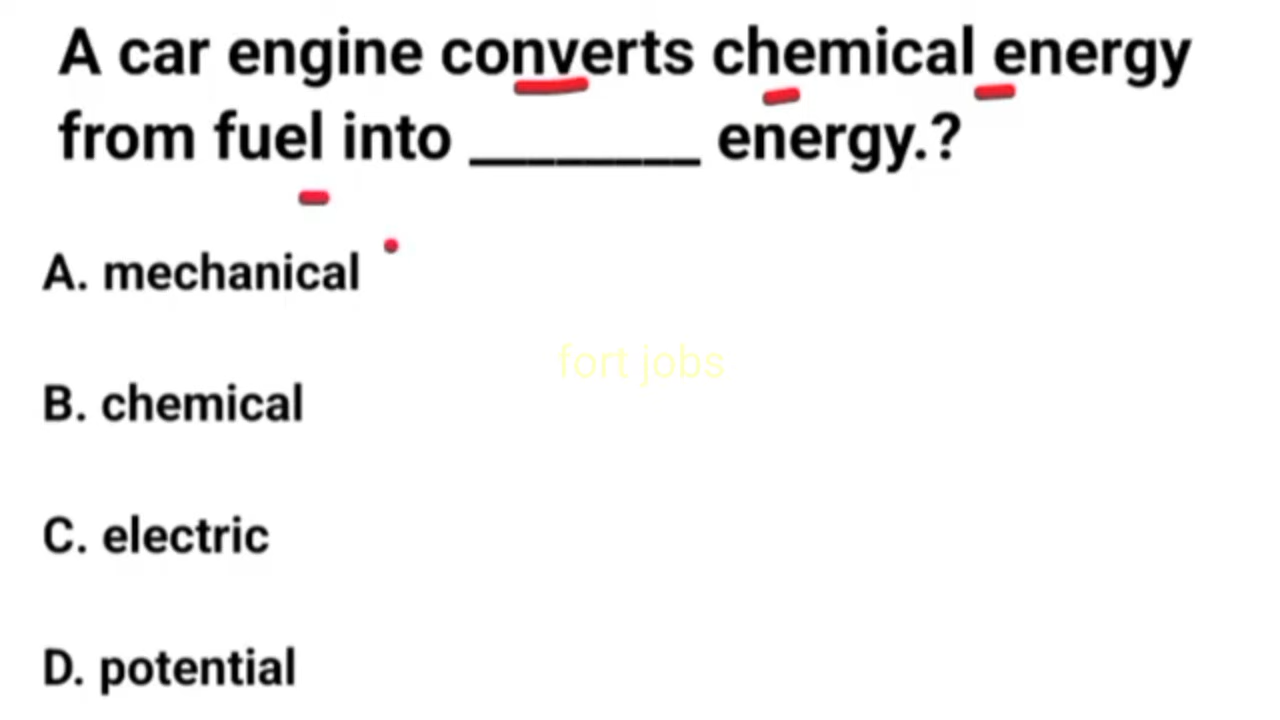 A car engine converts chemical energy
from fuel into ________ energy.?
A. mechanical
fort jobs
B. chemical
C. electric
D. potential